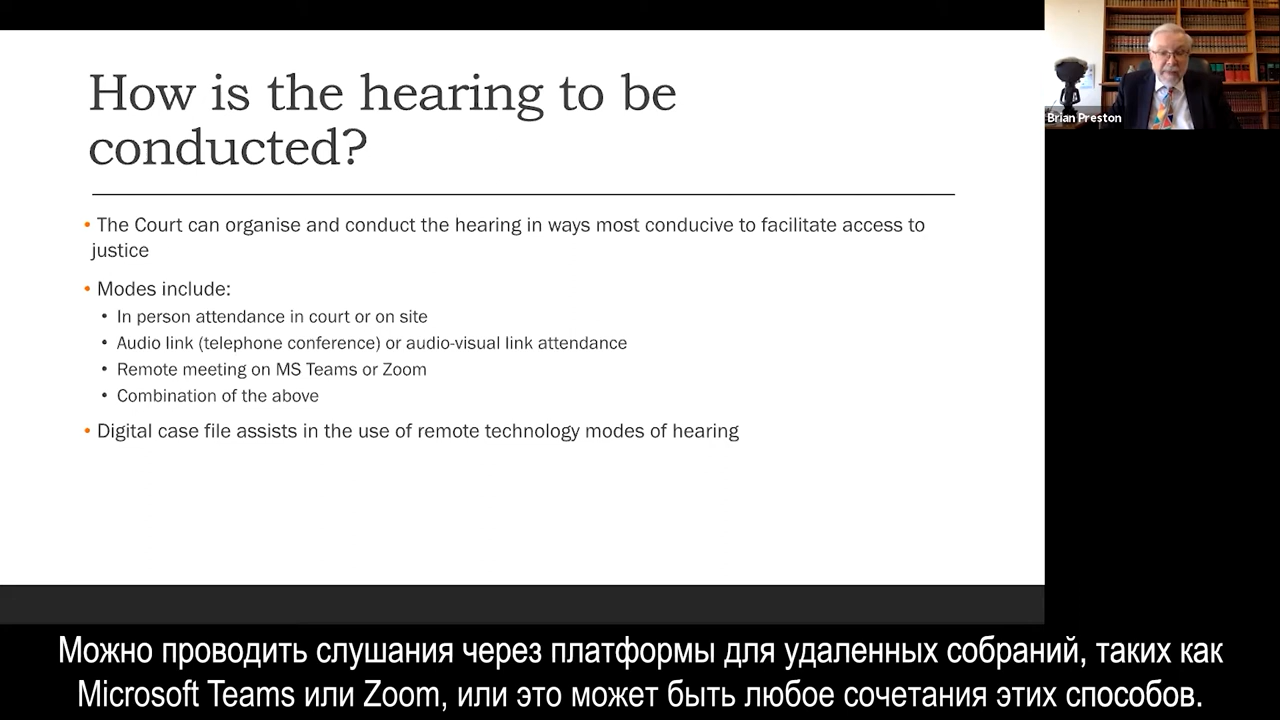 How is the hearing to be
conducted?
• The Court can organise and conduct the hearing in ways most conducive to facilitate access to
justice
• Modes include:
• In person attendance in court or on site
• Audio link (telephone conference) or audio-visual link attendance
• Remote meeting on MS Teams or Zoom
• Combination of the above
• Digital case file assists in the use of remote technology modes of hearing
Brian Preston
Можно проводить слушания через платформы для удаленных собраний, таких как
Microsoft Teams или Zoom, или это может быть любое сочетания этих способов.